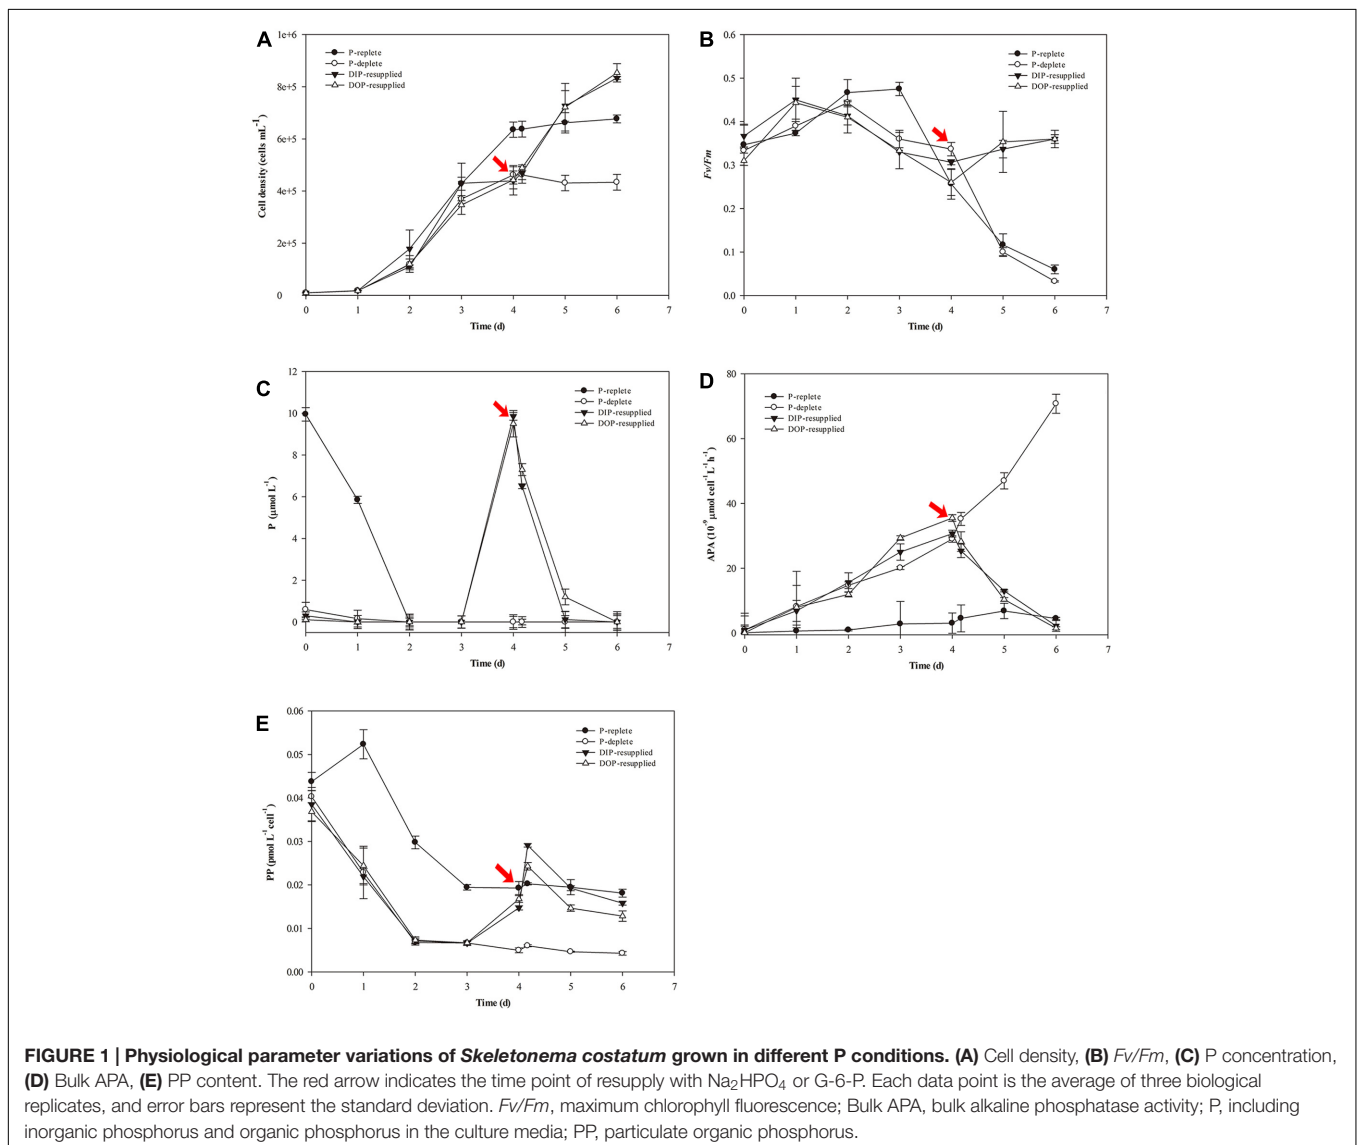 A
1e+6
8e+5
6e+5
4e+5
2e+5
0
0 1 2 3 4 5 6 7
Cell density (cells mL⁻¹)
Time (d)
P-replete
P-deplete
DIP-resupplied
DOP-resupplied
B
0.6
0.5
0.4
0.3
0.2
0.1
0.0
0 1 2 3 4 5 6 7
Fv/Fm
Time (d)
P-replete
P-deplete
DIP-resupplied
DOP-resupplied
C
12
10
8
6
4
2
0
0 1 2 3 4 5 6 7
P (μmol L⁻¹)
Time (d)
P-replete
P-deplete
DIP-resupplied
DOP-resupplied
D
80
60
40
20
0
0 1 2 3 4 5 6 7
APA (10⁻⁹ μmol cell⁻¹L⁻¹h⁻¹)
Time (d)
P-replete
P-deplete
DIP-resupplied
DOP-resupplied
E
0.06
0.05
0.04
0.03
0.02
0.01
0.00
0 1 2 3 4 5 6 7
PP (pmol L⁻¹cell⁻¹)
Time (d)
P-replete
P-deplete
DIP-resupplied
DOP-resupplied
FIGURE 1 | Physiological parameter variations of Skeletonema costatum grown in different P conditions. (A) Cell density, (B) Fv/Fm, (C) P concentration,
(D) Bulk APA, (E) PP content. The red arrow indicates the time point of resupply with Na₂HPO₄ or G-6-P. Each data point is the average of three biological
replicates, and error bars represent the standard deviation. Fv/Fm, maximum chlorophyll fluorescence; Bulk APA, bulk alkaline phosphatase activity; P, including
inorganic phosphorus and organic phosphorus in the culture media; PP, particulate organic phosphorus.